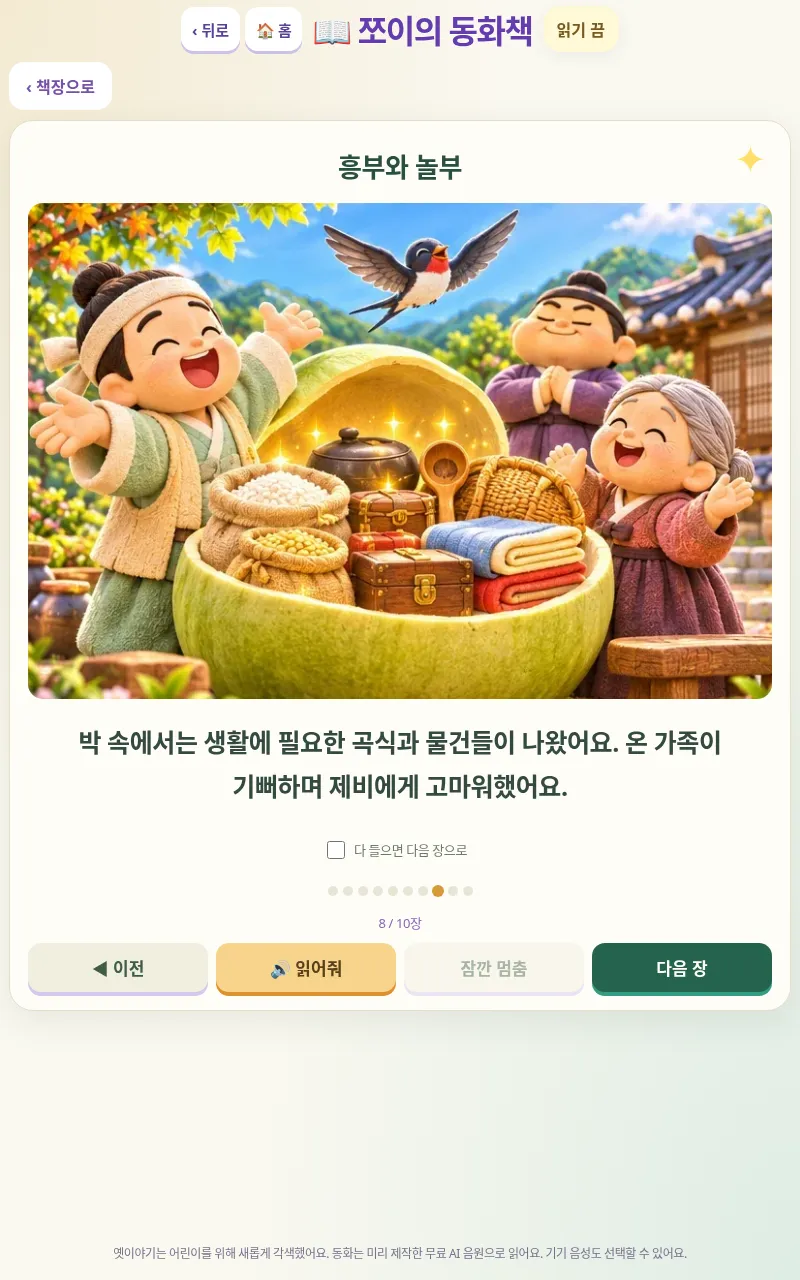 ‹ 뒤로 🏠 홈 📖 쪼이의 동화책 읽기 끝
‹ 책장으로
흥부와 놀부
박 속에서는 생활에 필요한 곡식과 물건들이 나왔어요. 온 가족이
기뻐하며 제비에게 고마워했어요.
다 들으면 다음 장으로
8 / 10장
◀ 이전 🔊 읽어줘 잠깐 멈춤 다음 장
옛이야기는 어린이를 위해 새롭게 각색했어요. 동화는 미리 제작한 무료 AI 음원으로 읽어요. 기기 음성도 선택할 수 있어요.